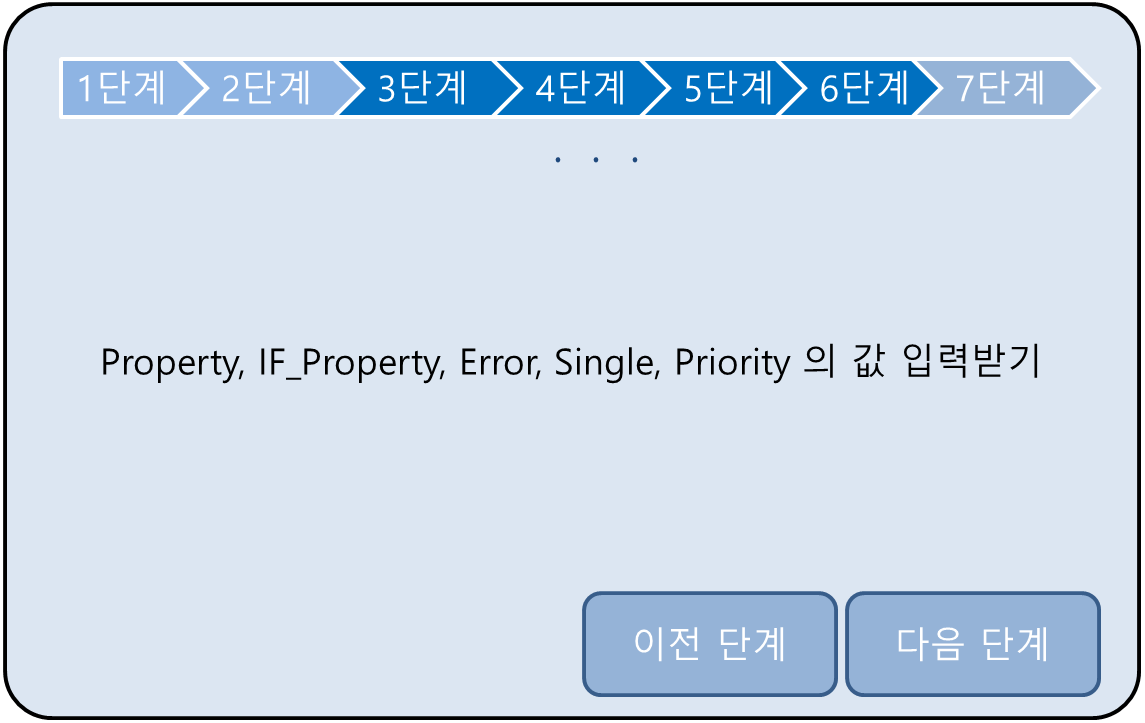 1단계 2단계 3단계 4단계 5단계 6단계 7단계
. . .
Property, IF_Property, Error, Single, Priority 의 값 입력받기
이전 단계 다음 단계